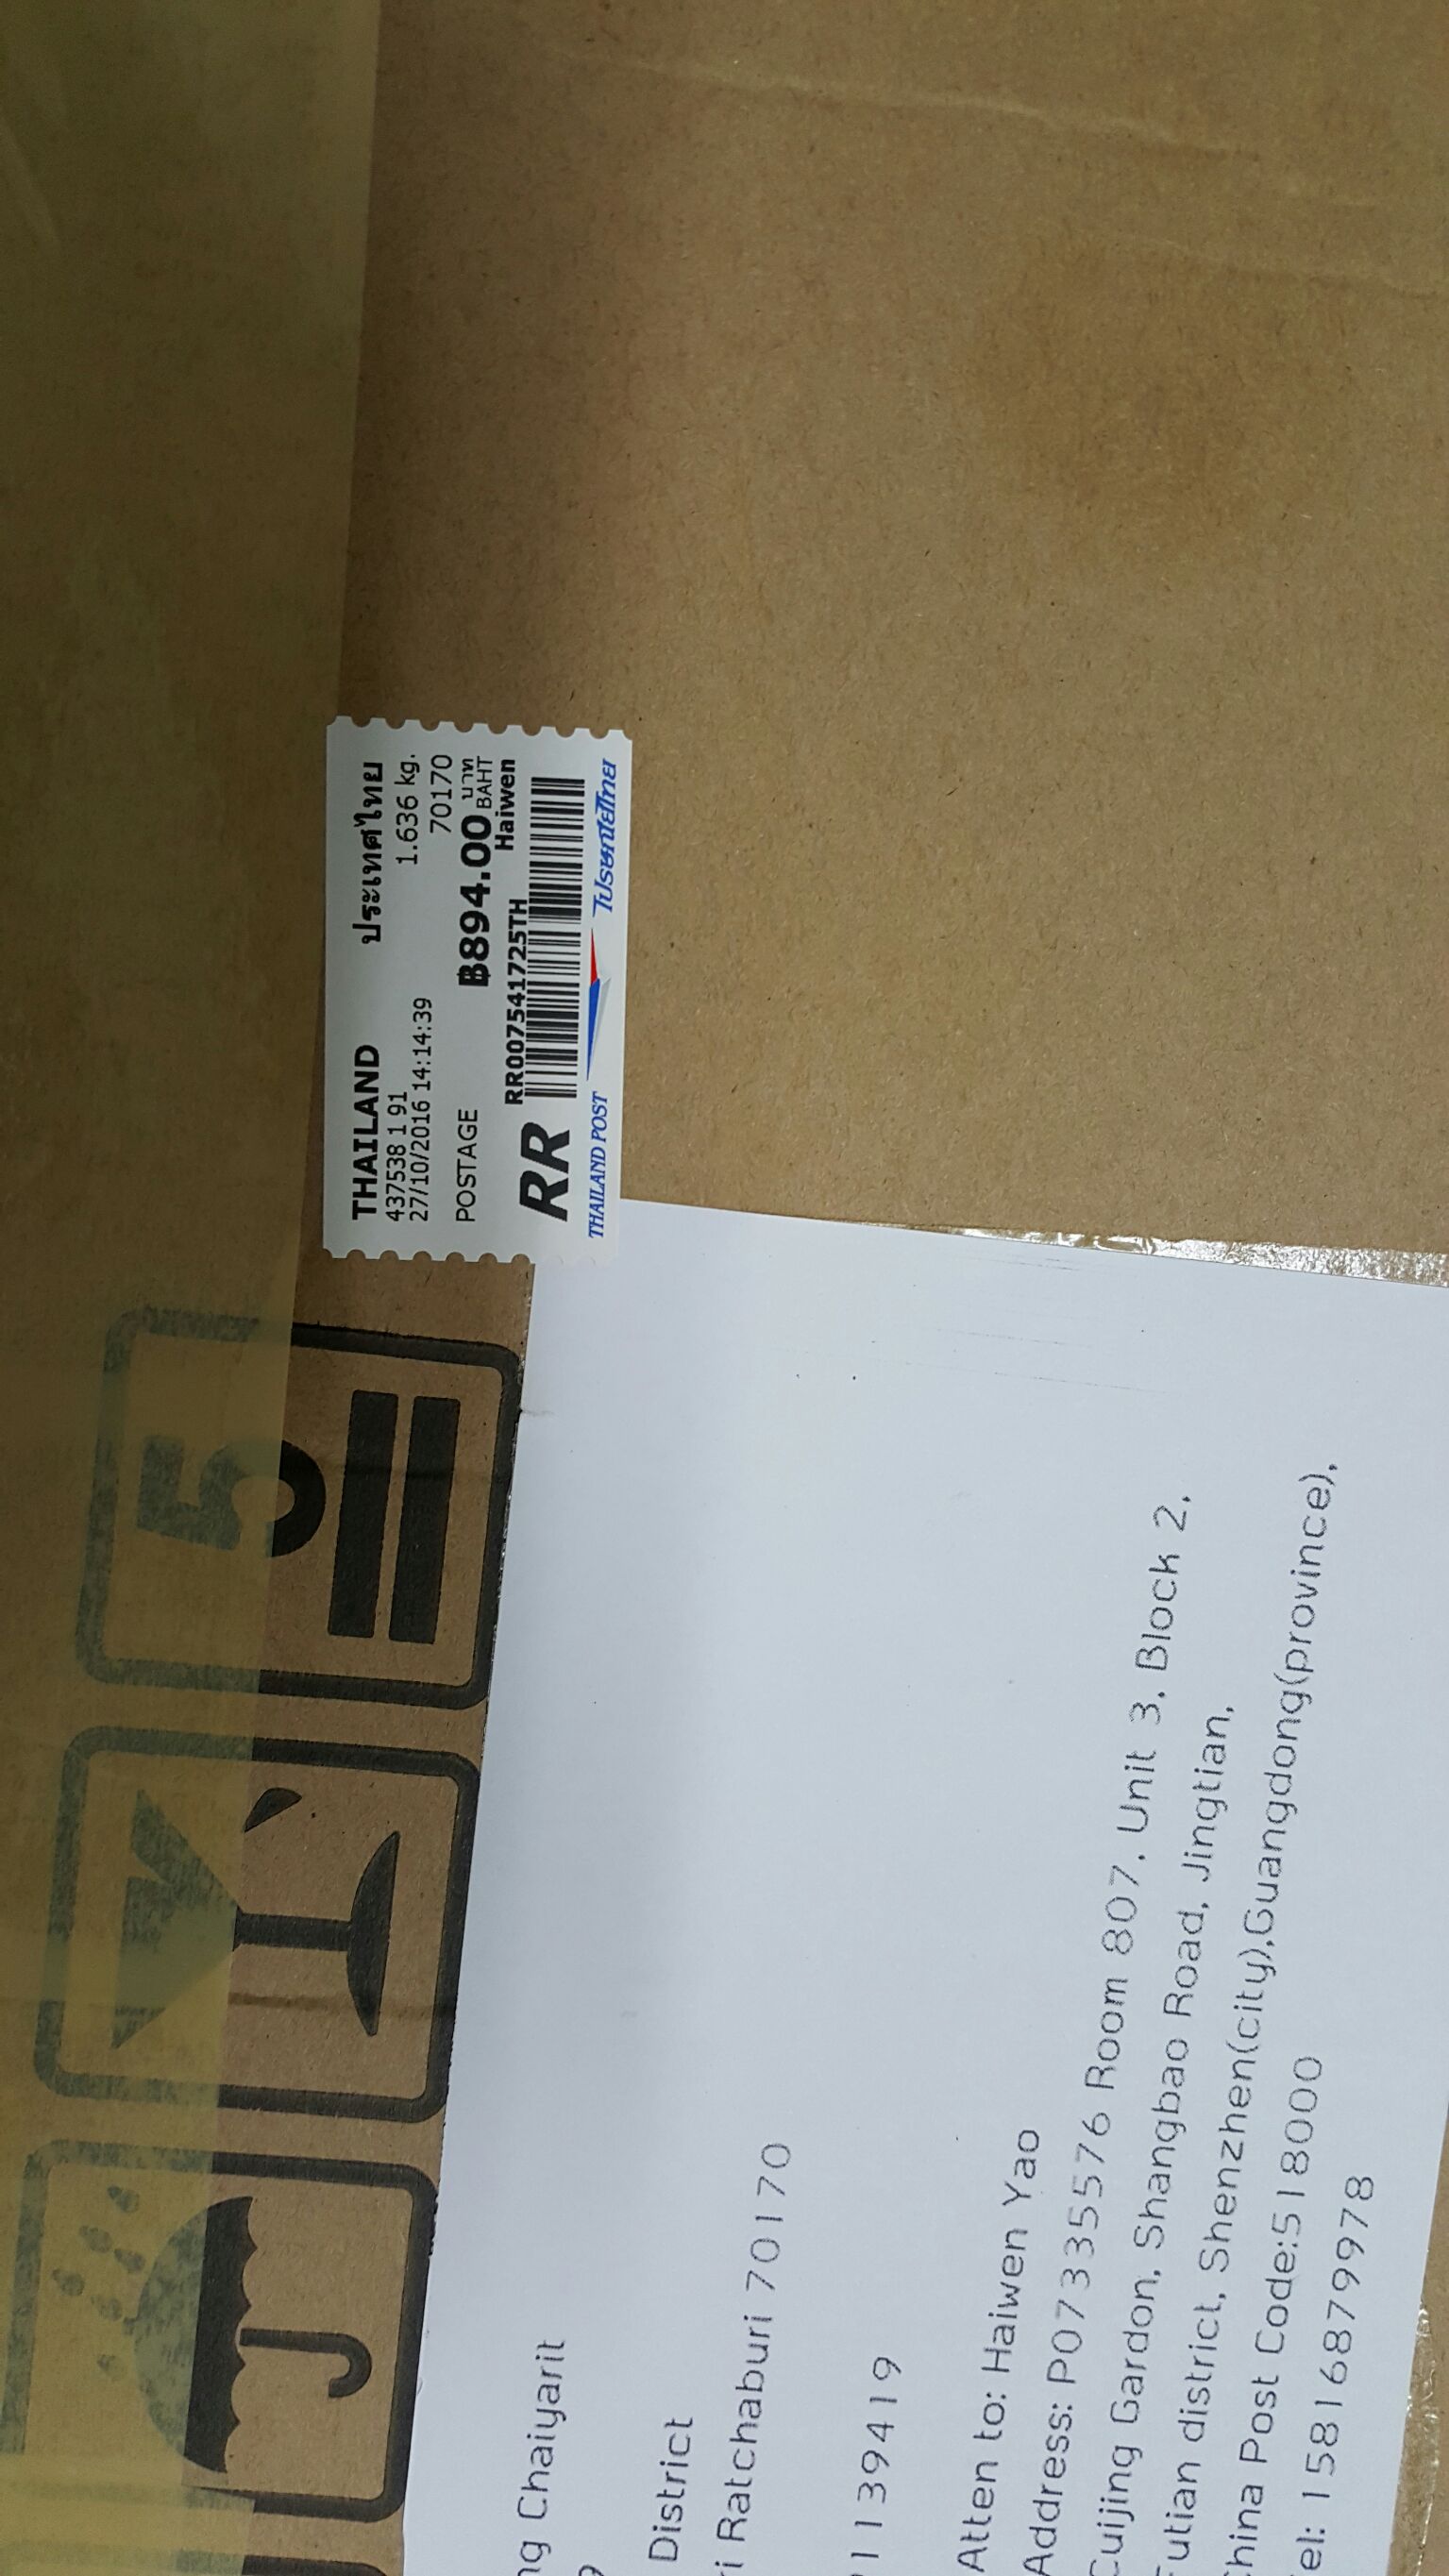 THAILAND ประเทศไทย
437538 1 91 1.636 kg.
27/10/2016 14:14:39 70170
POSTAGE ฿894.00 บาท BAHT
Haiwen
RR RR007541725TH
THAILAND POST ไปรษณีย์ไทย
5
ng Chaiyarit
District
i Ratchaburi 70170
1139419
Atten to: Haiwen Yao
Address: P07335576 Room 807, Unit 3, Block 2,
Cuijing Gardon, Shangbao Road, Jingtian,
Futian district, Shenzhen(city),Guangdong(province),
China Post Code:518000
Tel: 15816879978